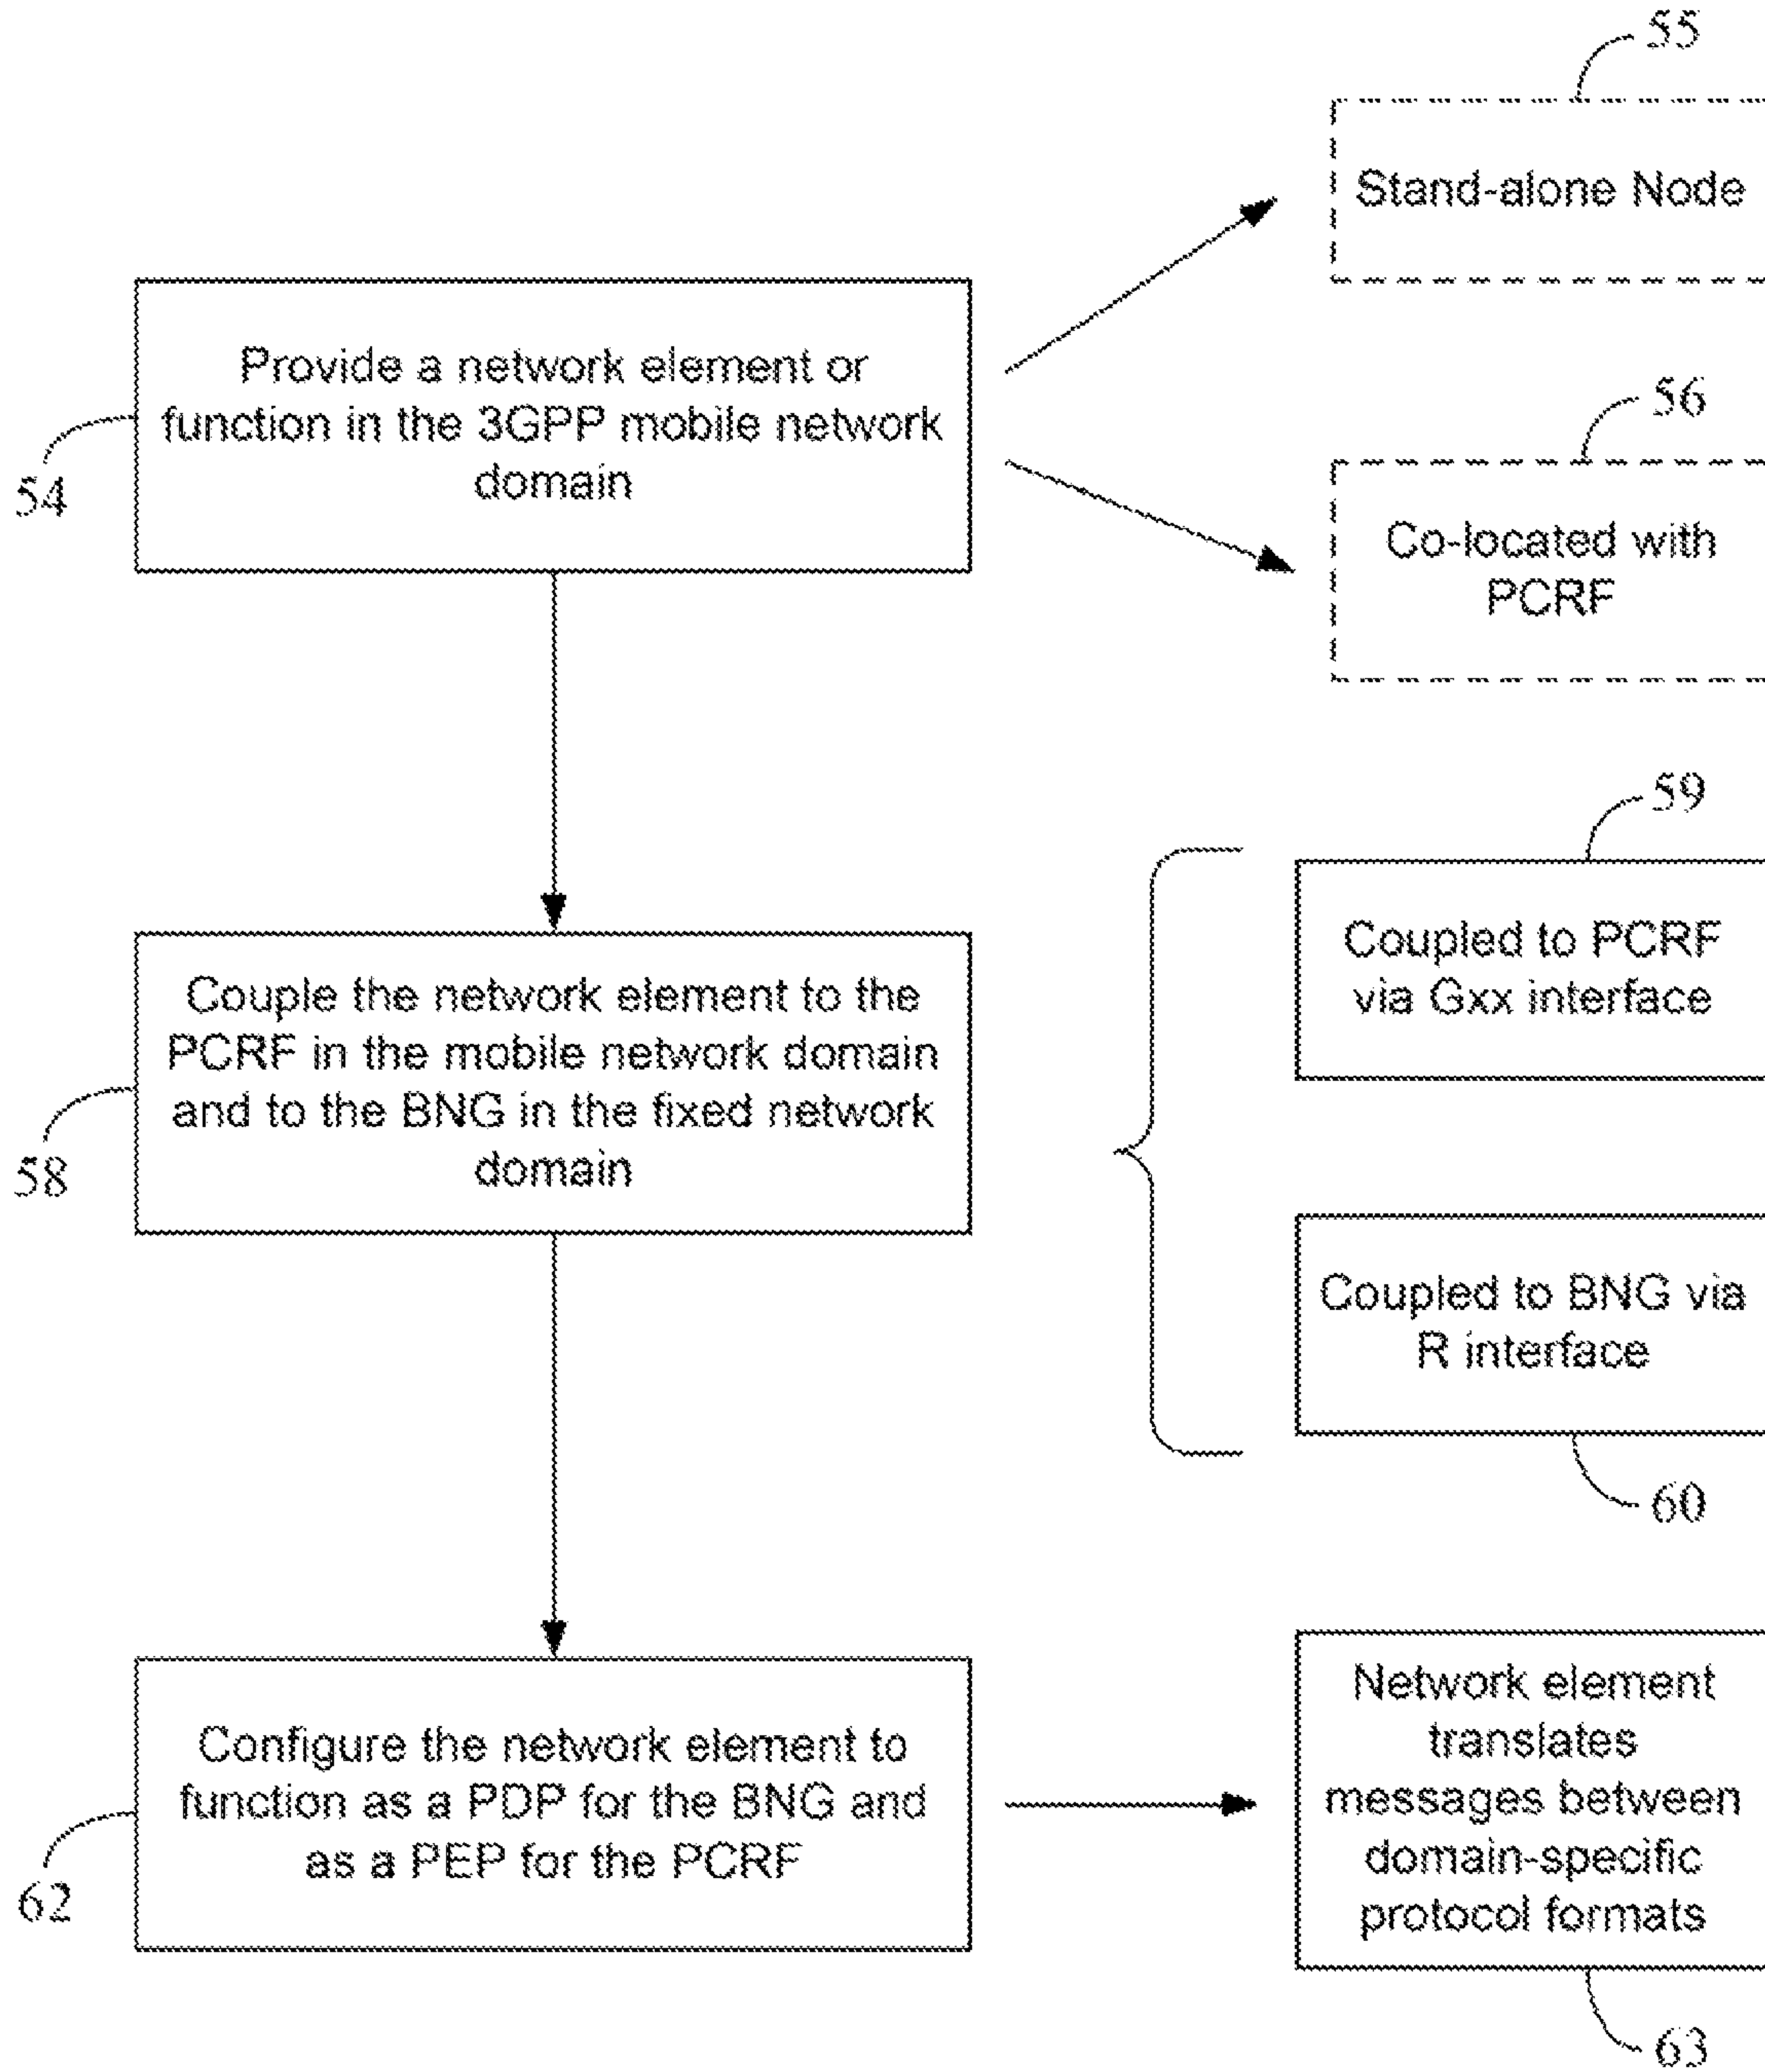 55
Stand-alone Node
Provide a network element or
function in the 3GPP mobile network
domain
54
56
Co-located with
PCRF
59
Coupled to PCRF
via Gxx interface
Couple the network element to the
PCRF in the mobile network domain
and to the BNG in the fixed network
domain
58
Coupled to BNG via
R interface
60
Configure the network element to
function as a PDP for the BNG and
as a PEP for the PCRF
62
Network element
translates
messages between
domain-specific
protocol formats
63